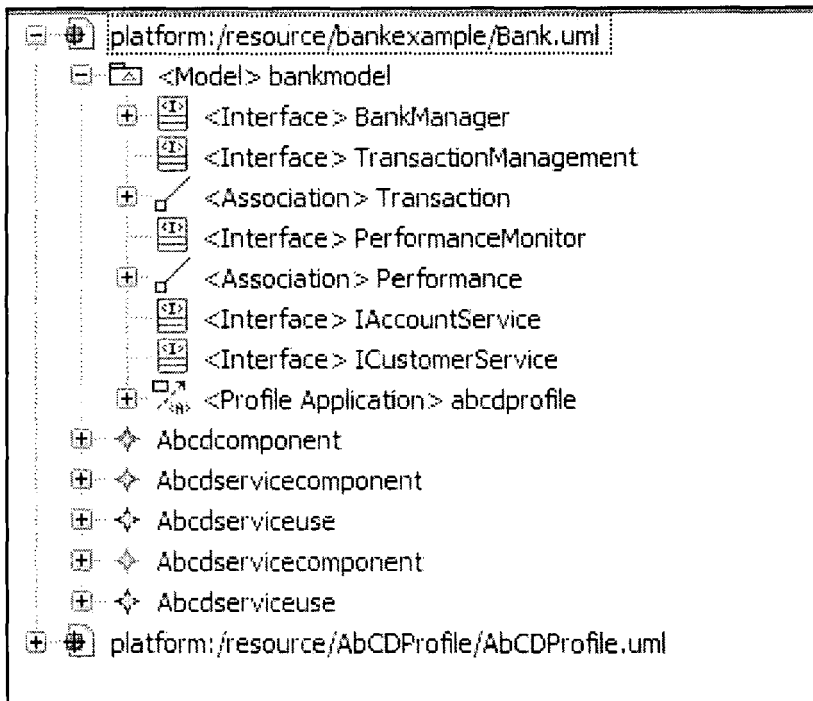 platform:/resource/bankexample/Bank.uml
<Model> bankmodel
<Interface> BankManager
<Interface> TransactionManagement
<Association> Transaction
<Interface> PerformanceMonitor
<Association> Performance
<Interface> IAccountService
<Interface> ICustomerService
<Profile Application> abcdprofile
Abcdcomponent
Abcdservicecomponent
Abcdserviceuse
Abcdservicecomponent
Abcdserviceuse
platform:/resource/AbCDProfile/AbCDProfile.uml